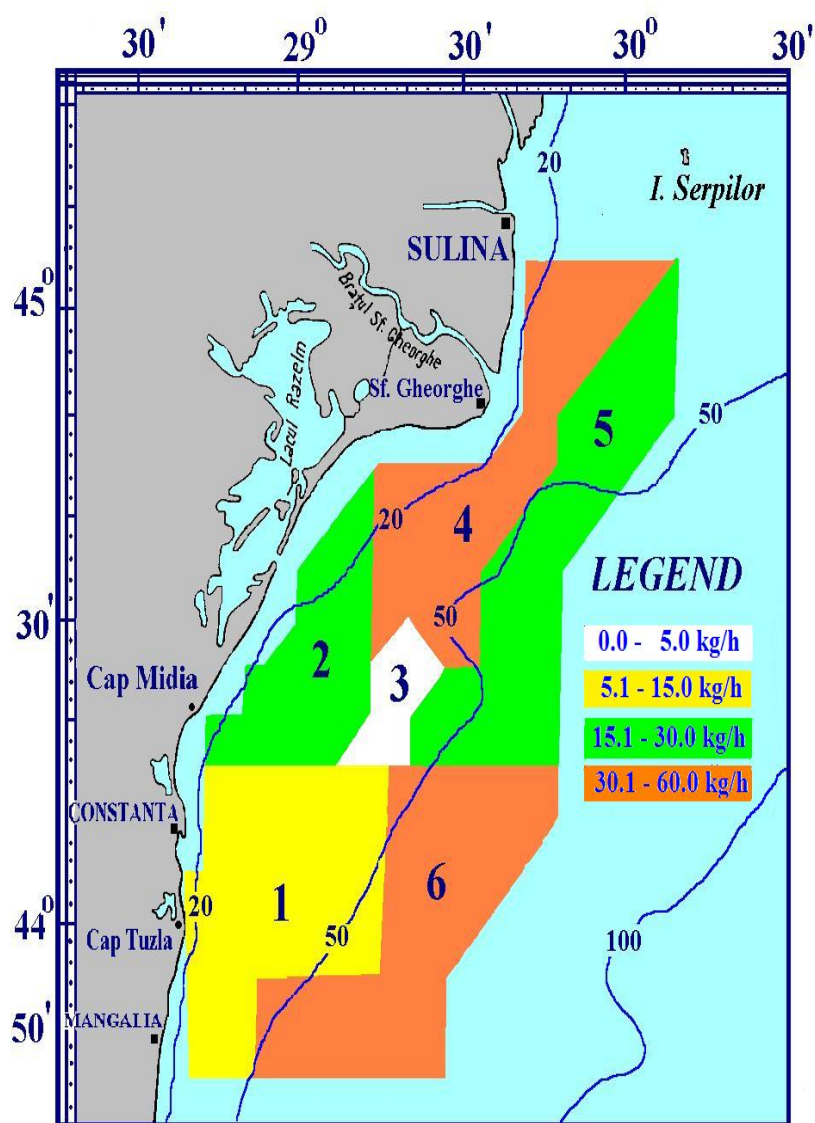 30'
29⁰
30'
30⁰
30'
20
I. Serpilor
SULINA
45⁰
Braţul Sf. Gheorghe
Lacul Razelm
Sf. Gheorghe
50
5
20
4
LEGEND
30'
50
0.0 - 5.0 kg/h
2
3
Cap Midia
5.1 - 15.0 kg/h
15.1 - 30.0 kg/h
30.1 - 60.0 kg/h
CONSTANTA
6
1
20
44⁰
50
100
Cap Tuzla
MANGALIA
50'